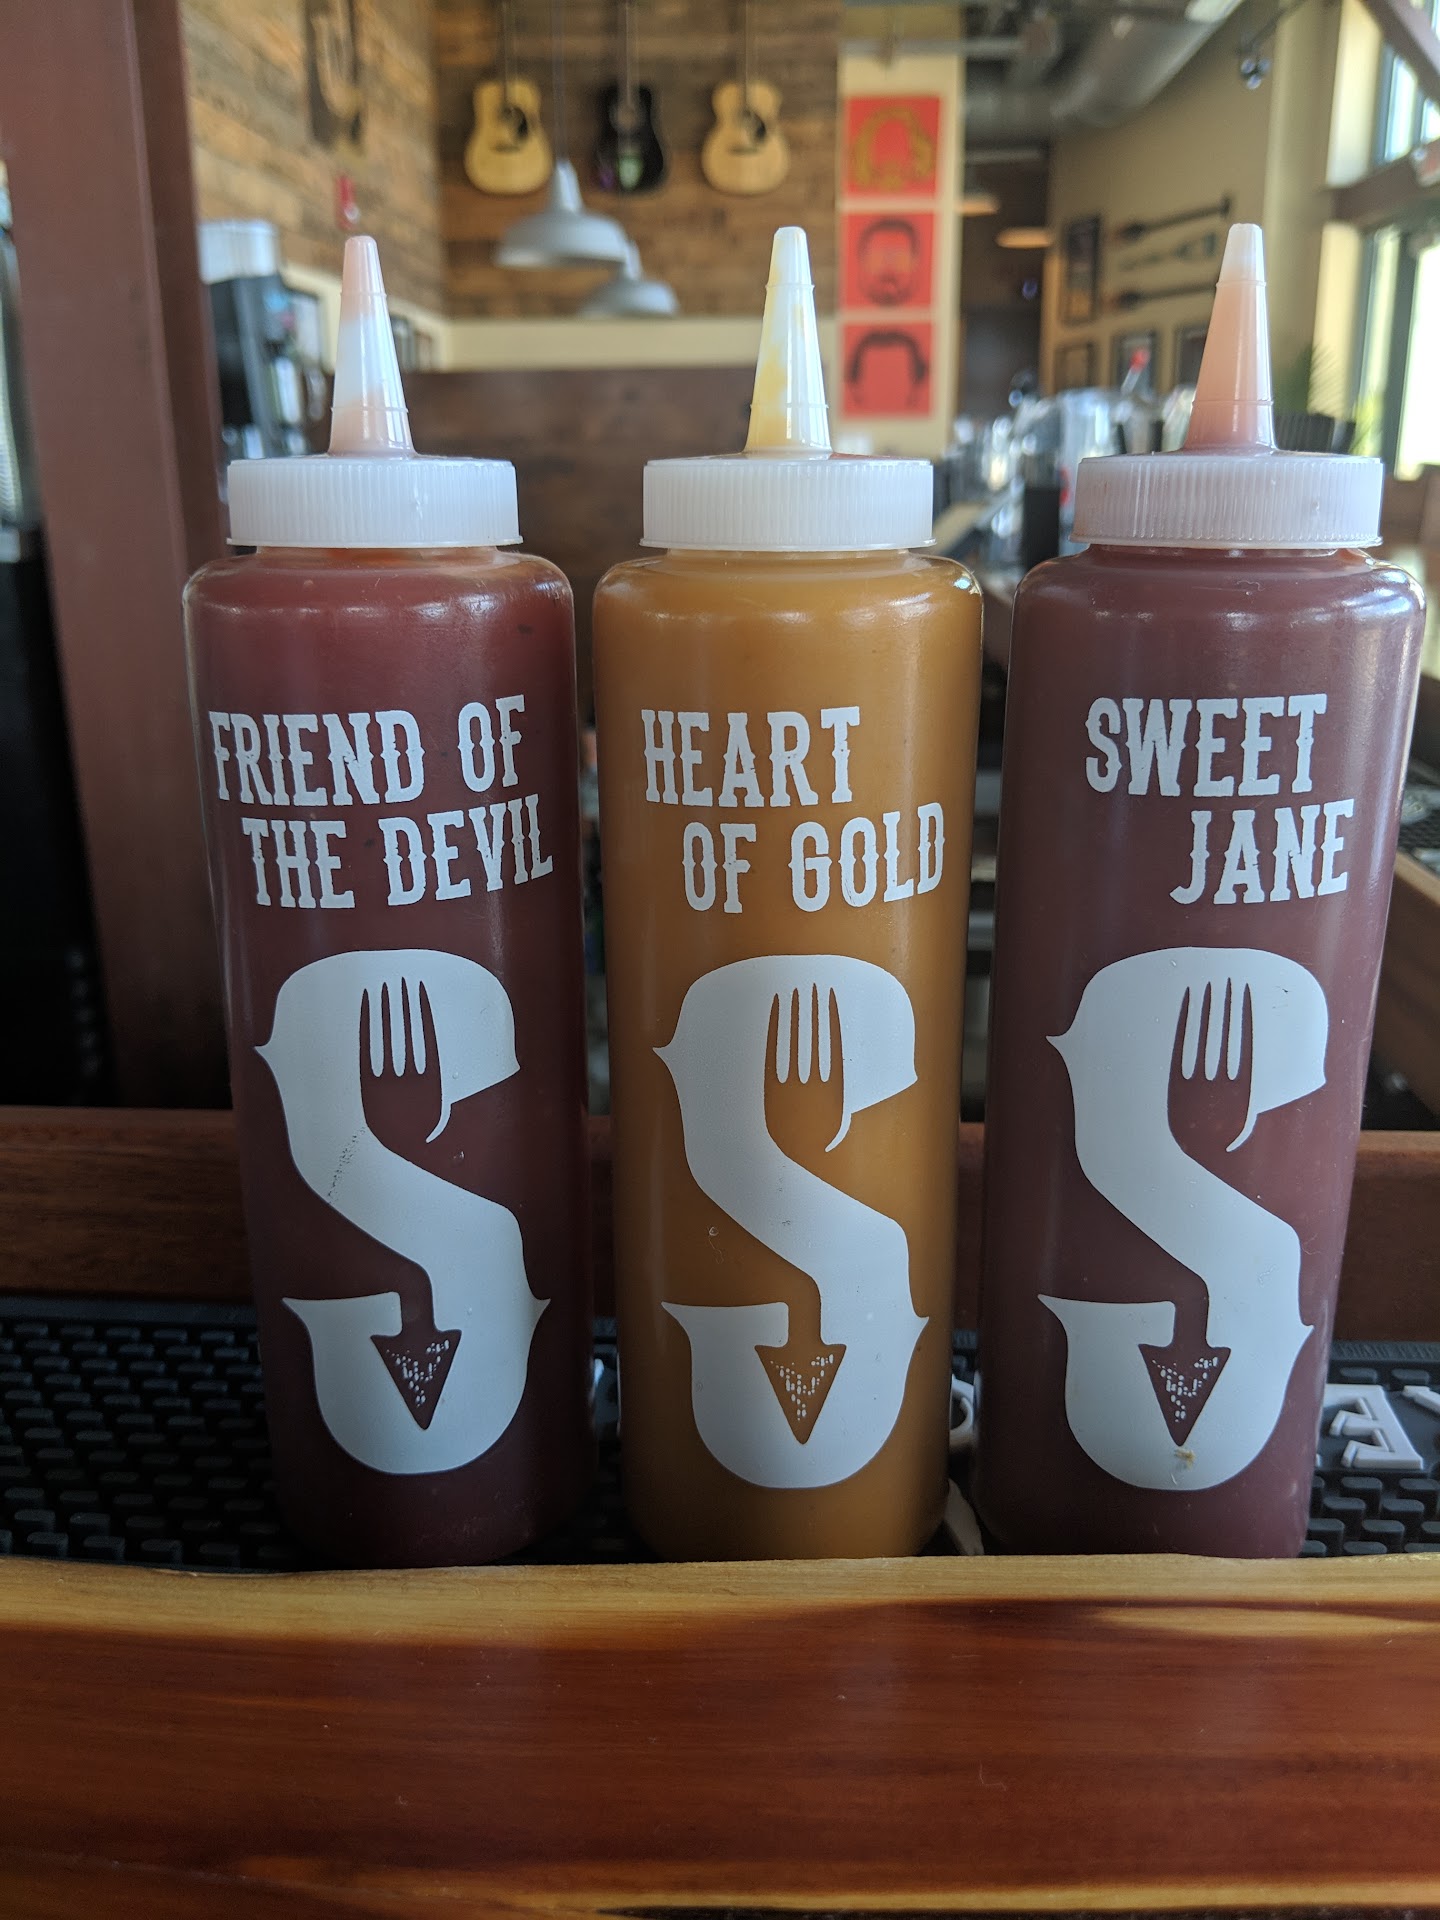 FRIEND OF
THE DEVIL
HEART
OF GOLD
SWEET
JANE
S
S
S